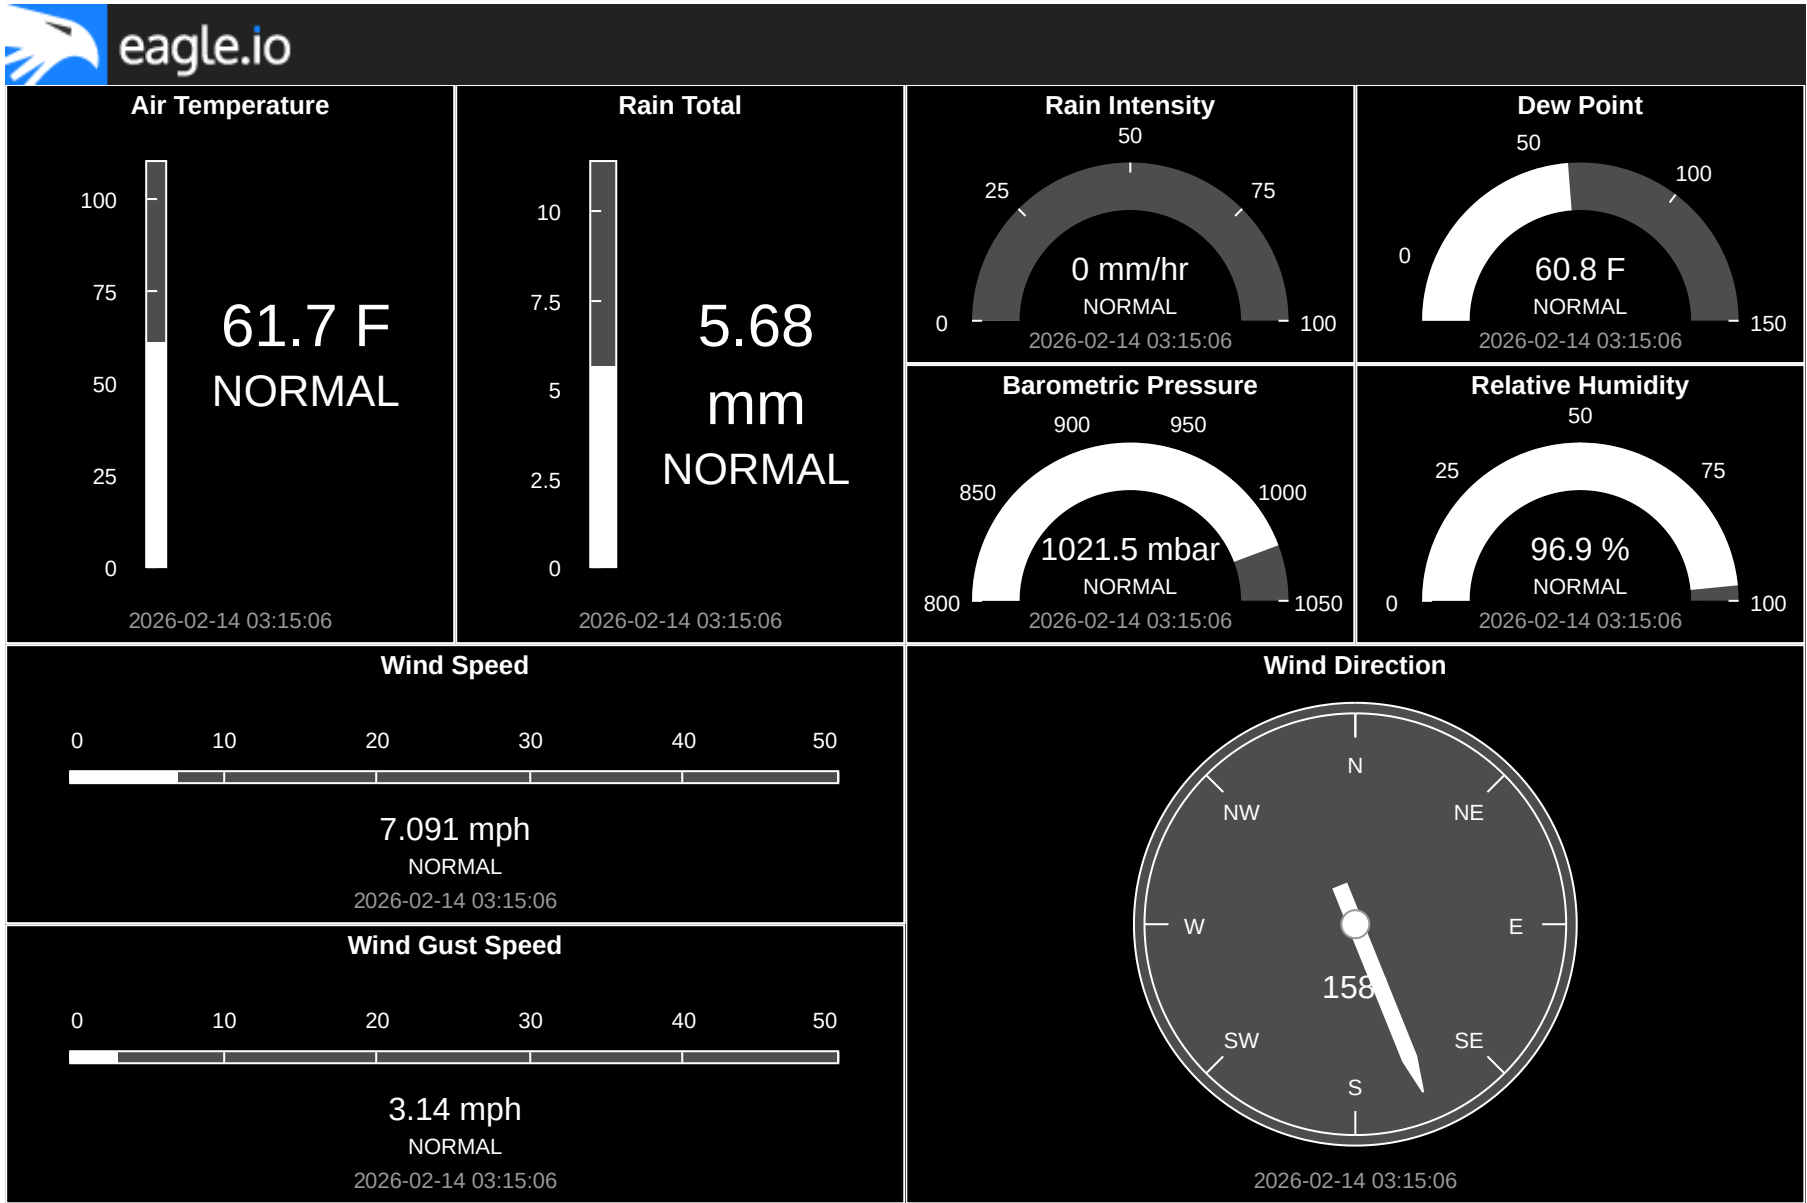 eagle.io
Air Temperature
100
75
50
25
0
61.7 F
NORMAL
2026-02-14 03:15:06
Rain Total
10
7.5
5
2.5
0
5.68
mm
NORMAL
2026-02-14 03:15:06
Rain Intensity
0
25
50
75
100
0 mm/hr
NORMAL
2026-02-14 03:15:06
Dew Point
0
50
100
150
60.8 F
NORMAL
2026-02-14 03:15:06
Barometric Pressure
800
850
900
950
1000
1050
1021.5 mbar
NORMAL
2026-02-14 03:15:06
Relative Humidity
0
25
50
75
100
96.9 %
NORMAL
2026-02-14 03:15:06
Wind Speed
0 10 20 30 40 50
7.091 mph
NORMAL
2026-02-14 03:15:06
Wind Gust Speed
0 10 20 30 40 50
3.14 mph
NORMAL
2026-02-14 03:15:06
Wind Direction
N
NW NE
W E
158
SW SE
S
2026-02-14 03:15:06